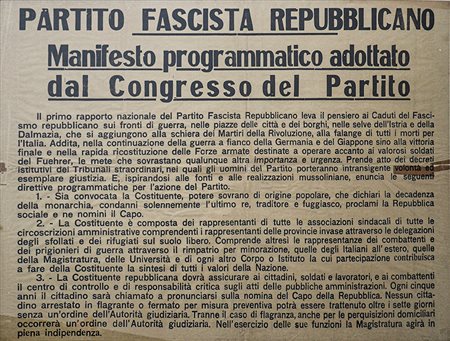 PARTITO FASCISTA REPUBBLICANO
Manifesto programmatico adottato
dal Congresso del Partito
Il primo rapporto nazionale del Partito Fascista Repubblicano leva il pensiero ai Caduti del Fasci-
smo repubblicano sui fronti di guerra, nelle piazze delle città e dei borghi, nelle selve dell'Istria e della
Dalmazia, che si aggiungono alla schiera dei Martiri della Rivoluzione, alla falange di tutti i morti per
l'Italia. Addita, nella continuazione della guerra a fianco della Germania e del Giappone sino alla vittoria
finale e nella rapida ricostituzione delle Forze armate destinate a operare accanto ai valorosi soldati
del Fuehrer, le mete che sovrastano qualunque altra importanza e urgenza. Prende atto dei decreti
istitutivi dei Tribunali straordinari, nei quali gli uomini del Partito porteranno intransigente volontà di
esemplare giustizia. E, ispirandosi alle fonti e alle realizzazioni mussoliniane, enuncia le seguenti
direttive programmatiche per l'azione del Partito.
1. - Sia convocata la Costituente, potere sovrano di origine popolare, che dichiari la decadenza
della monarchia, condanni solennemente l'ultimo re, traditore e fuggiasco, proclami la Repubblica
sociale e ne nomini il Capo.
2. - La Costituente è composta dei rappresentanti di tutte le associazioni sindacali di tutte le
circoscrizioni amministrative comprendenti i rappresentanti delle provincie invase attraverso le delegazioni
degli sfollati e dei rifugiati sul suolo libero. Comprende altresì le rappresentanze dei combattenti e
dei prigionieri di guerra attraverso il rimpatrio per minorazione, quelle degli Italiani all'estero, quelle
della Magistratura, delle Università e di ogni altro Corpo o Istituto la cui partecipazione contribuisca
a fare della Costituente la sintesi di tutti i valori della Nazione.
3. - La Costituente repubblicana dovrà assicurare ai cittadini, soldati e lavoratori, e ai combattenti
il centro di controllo e di responsabilità critica sugli atti delle pubbliche amministrazioni. Ogni cinque
anni il cittadino sarà chiamato a pronunciarsi sulla nomina del Capo della Repubblica. Nessun citta-
dino arrestato in flagrante o fermato per misura preventiva potrà essere trattenuto oltre i sette giorni
senza un'ordine dell'Autorità giudiziaria. Tranne il caso di flagranza, anche per le perquisizioni domiciliari
occorrerà un'ordine dell'Autorità giudiziaria. Nell'esercizio delle sue funzioni la Magistratura agirà in
piena indipendenza.